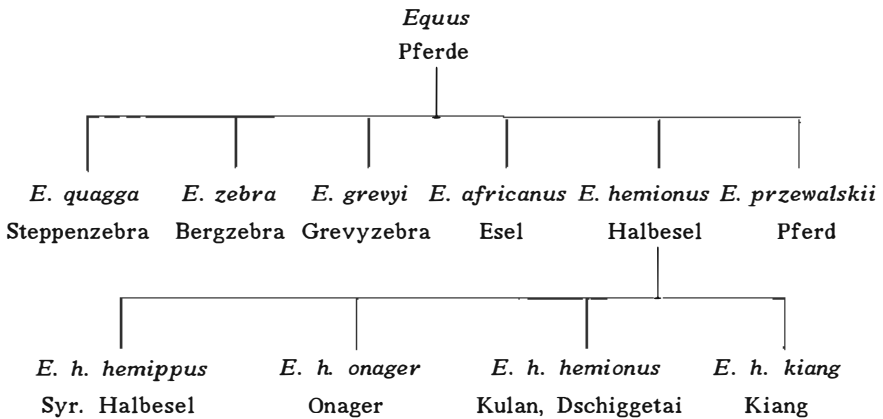 Equus
Pferde
E. quagga E. zebra E. grevyi E. africanus E. hemionus E. przewalskii
Steppenzebra Bergzebra Grevyzebra Esel Halbesel Pferd
E. h. hemippus E. h. onager E. h. hemionus E. h. kiang
Syr. Halbesel Onager Kulan, Dschiggetai Kiang